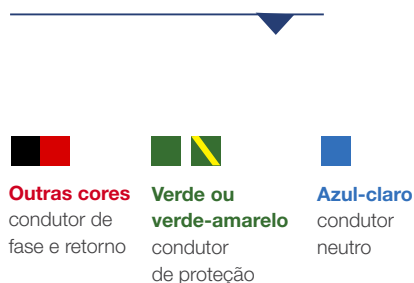 Outras cores
condutor de
fase e retorno
Verde ou
verde-amarelo
condutor
de proteção
Azul-claro
condutor
neutro